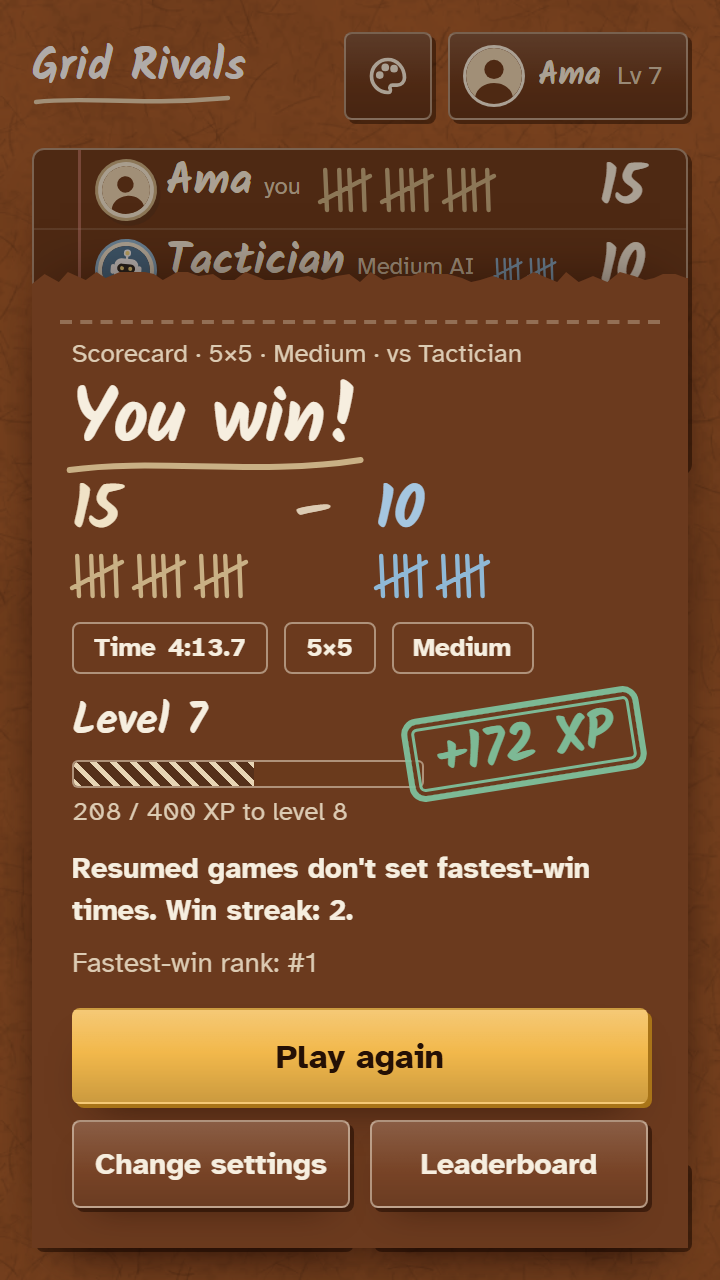 Grid Rivals
Ama Lv 7
Ama you 15
Tactician Medium AI 10
Scorecard · 5×5 · Medium · vs Tactician
You win!
15 – 10
Time 4:13.7 5×5 Medium
Level 7
+172 XP
208 / 400 XP to level 8
Resumed games don't set fastest-win
times. Win streak: 2.
Fastest-win rank: #1
Play again
Change settings Leaderboard